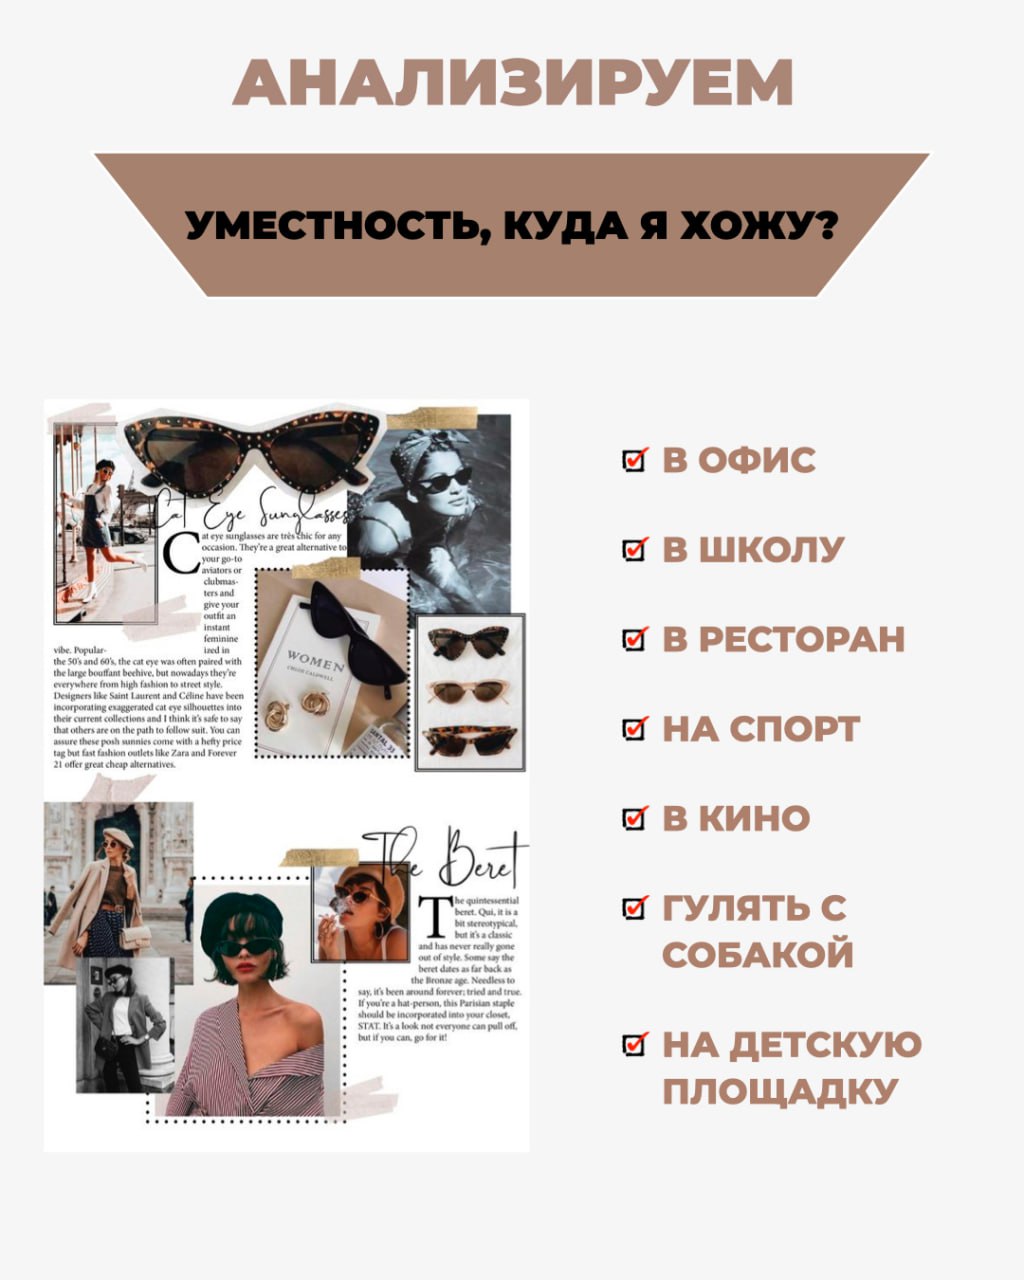 АНАЛИЗИРУЕМ
УМЕСТНОСТЬ, КУДА Я ХОЖУ?
Cat Eye Sunglasses
Cat eye sunglasses are très chic for any
occasion. They're a great alternative to
your go-to
aviators or
clubmas-
ters and
give your
outfit an
instant
feminine
vibe. Popular-
ized in
the 50's and 60's, the cat eye was often paired with
the large bouffant beehive, but nowadays they're
everywhere from high fashion to street style.
Designers like Saint Laurent and Céline have been
incorporating exaggerated cat eye silhouettes into
their current collections and I think it's safe to say
that others are on the path to follow suit. You can
assure these posh sunnies come with a hefty price
tag but fast fashion outlets like Zara and Forever
21 offer great cheap alternatives.
WOMEN
CHLOE CALDWELL
SANTAL 33
The Beret
The quintessential
beret. Qui, it is a
bit stereotypical,
but it's a classic
and has never really gone
out of style. Some say the
beret dates as far back as
the Bronze age. Needless to
say, it's been around forever; tried and true.
If you're a hat-person, this Parisian staple
should be incorporated into your closet,
STAT. It's a look not everyone can pull off,
but if you can, go for it!
В ОФИС
В ШКОЛУ
В РЕСТОРАН
НА СПОРТ
В КИНО
ГУЛЯТЬ С
СОБАКОЙ
НА ДЕТСКУЮ
ПЛОЩАДКУ